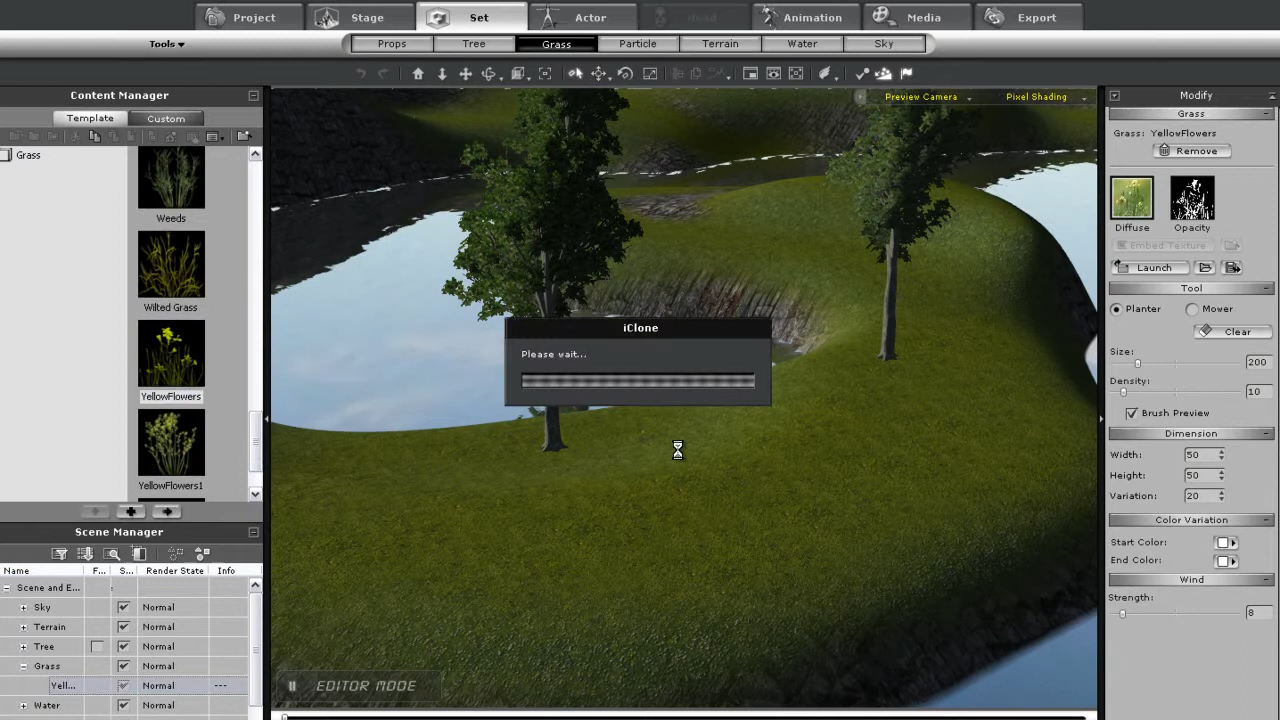 Project
Stage
Set
Actor
Head
Animation
Media
Export
Tools
Props
Tree
Grass
Particle
Terrain
Water
Sky
Content Manager
Template
Custom
Grass
Weeds
Wilted Grass
YellowFlowers
YellowFlowers1
Scene Manager
Name
F...
S...
Render State
Info
Scene and E...
Sky
Normal
Terrain
Normal
Tree
Normal
Grass
Normal
Yell...
Normal
---
Water
Normal
Preview Camera
Pixel Shading
iClone
Please wait...
EDITOR MODE
Modify
Grass
Grass: YellowFlowers
Remove
Diffuse
Opacity
Embed Texture
Launch
Tool
Planter
Mower
Clear
Size:
200
Density:
10
Brush Preview
Dimension
Width:
50
Height:
50
Variation:
20
Color Variation
Start Color:
End Color:
Wind
Strength:
8